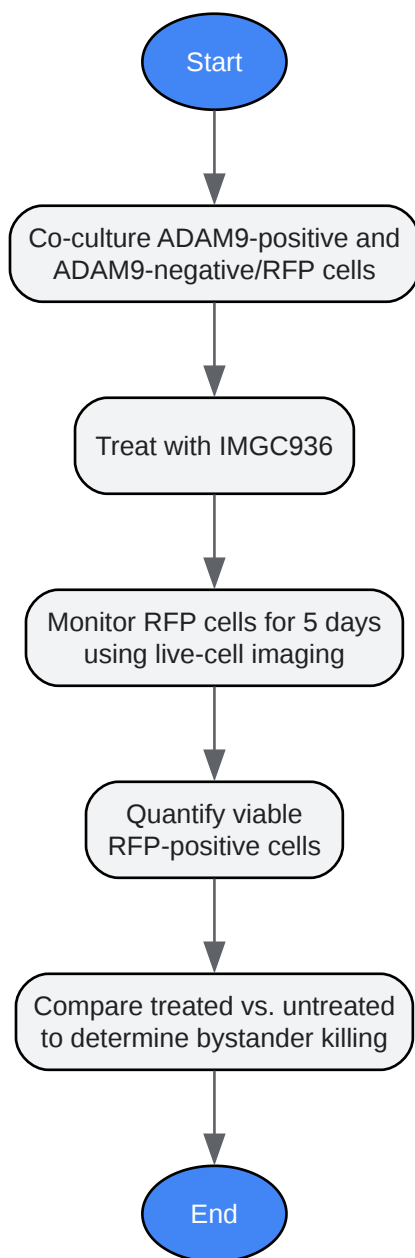 Start
Co-culture ADAM9-positive and
ADAM9-negative/RFP cells
Treat with IMGC936
Monitor RFP cells for 5 days
using live-cell imaging
Quantify viable
RFP-positive cells
Compare treated vs. untreated
to determine bystander killing
End